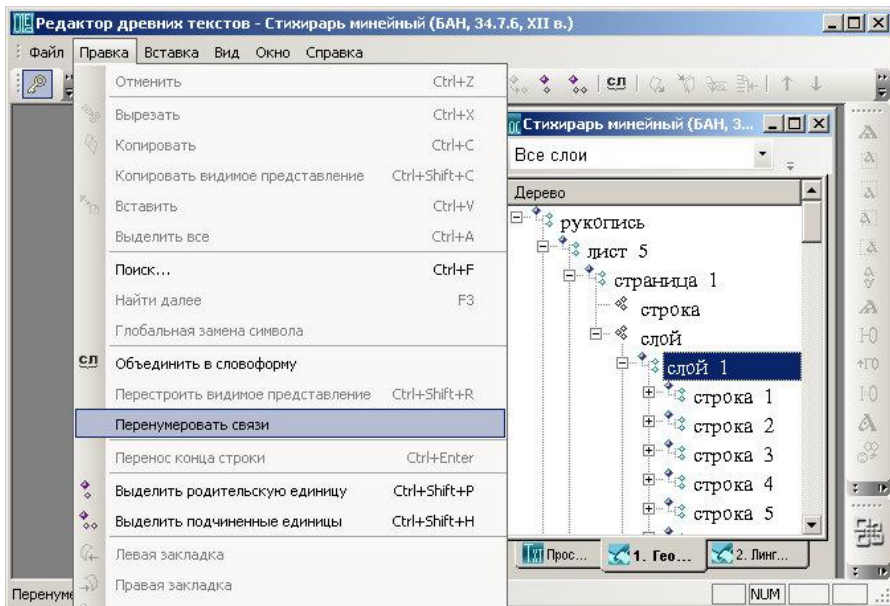 Редактор древних текстов - Стихирарь минейный (БАН, 34.7.6, XII в.)
Файл Правка Вставка Вид Окно Справка
Отменить Ctrl+Z
Вырезать Ctrl+X
Копировать Ctrl+C
Копировать видимое представление Ctrl+Shift+C
Вставить Ctrl+V
Выделить все Ctrl+A
Поиск... Ctrl+F
Найти далее F3
Глобальная замена символа
сл Объединить в словоформу
Перестроить видимое представление Ctrl+Shift+R
Перенумеровать связи
Перенос конца строки Ctrl+Enter
Выделить родительскую единицу Ctrl+Shift+P
Выделить подчиненные единицы Ctrl+Shift+H
Левая закладка
Правая закладка
сл
Стихирарь минейный (БАН, 3...
Все слои
Дерево
рукопись
лист 5
страница 1
строка
слой
слой 1
строка 1
строка 2
строка 3
строка 4
строка 5
TXT Прос... 1. Гео... 2. Линг...
Перенуме NUM